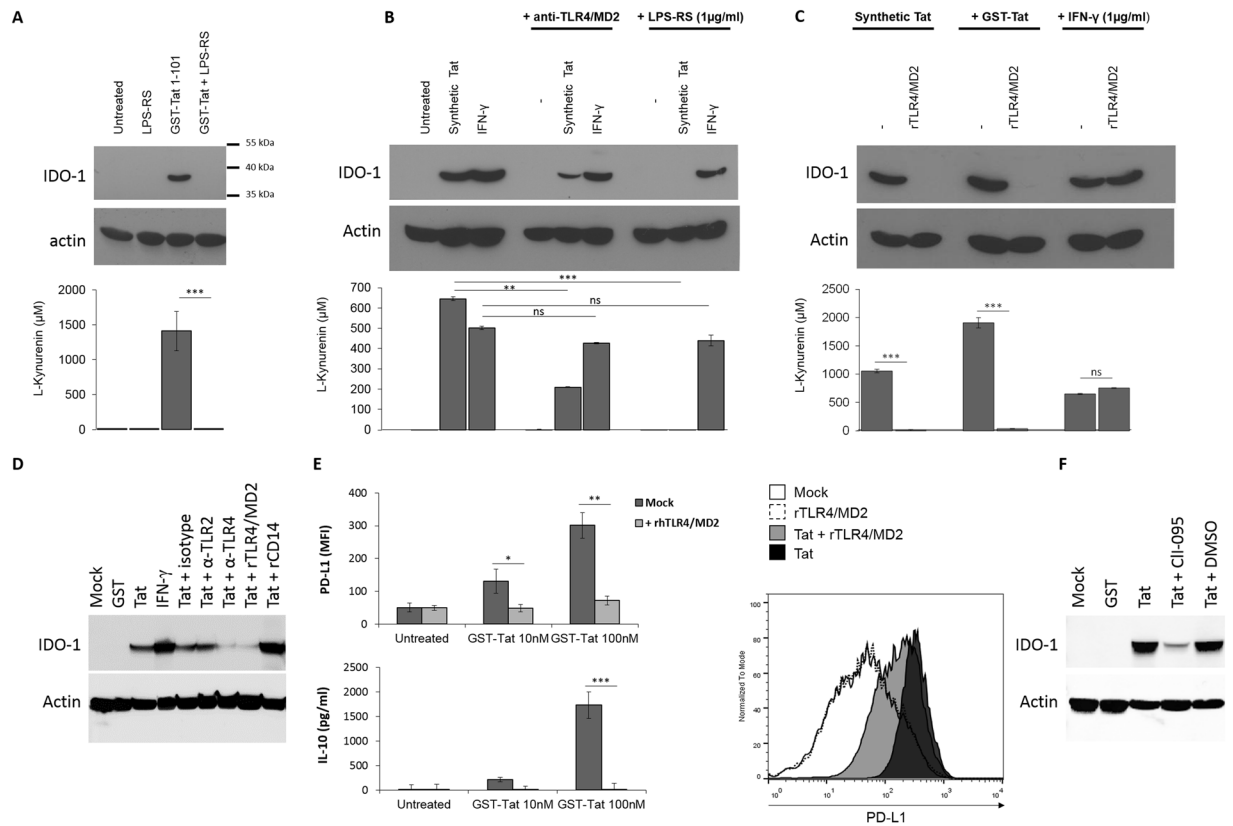 A
Untreated
LPS-RS
GST-Tat 1-101
GST-Tat + LPS-RS
55 kDa
40 kDa
35 kDa
IDO-1
actin
L-Kynurenin (µM)
2000
1500
1000
500
0
***
B
+ anti-TLR4/MD2
+ LPS-RS (1µg/ml)
Untreated
Synthetic Tat
IFN-γ
-
Synthetic Tat
IFN-γ
-
Synthetic Tat
IFN-γ
IDO-1
Actin
L-Kynurenin (µM)
700
600
500
400
300
200
100
0
***
**
ns
ns
C
Synthetic Tat
+ GST-Tat
+ IFN-γ (1µg/ml)
-
rTLR4/MD2
-
rTLR4/MD2
-
rTLR4/MD2
IDO-1
Actin
L-Kynurenin (µM)
2500
2000
1500
1000
500
0
***
***
ns
D
Mock
GST
Tat
IFN-γ
Tat + isotype
Tat + α-TLR2
Tat + α-TLR4
Tat + rTLR4/MD2
Tat + rCD14
IDO-1
Actin
E
PD-L1 (MFI)
400
300
200
100
0
*
**
Mock
+ rhTLR4/MD2
Untreated
GST-Tat 10nM
GST-Tat 100nM
IL-10 (pg/ml)
2500
2000
1500
1000
500
0
***
Untreated
GST-Tat 10nM
GST-Tat 100nM
Mock
rTLR4/MD2
Tat + rTLR4/MD2
Tat
Normalized To Mode
100
80
60
40
20
0
10⁰
10¹
10²
10³
10⁴
PD-L1
F
Mock
GST
Tat
Tat + ClI-095
Tat + DMSO
IDO-1
Actin